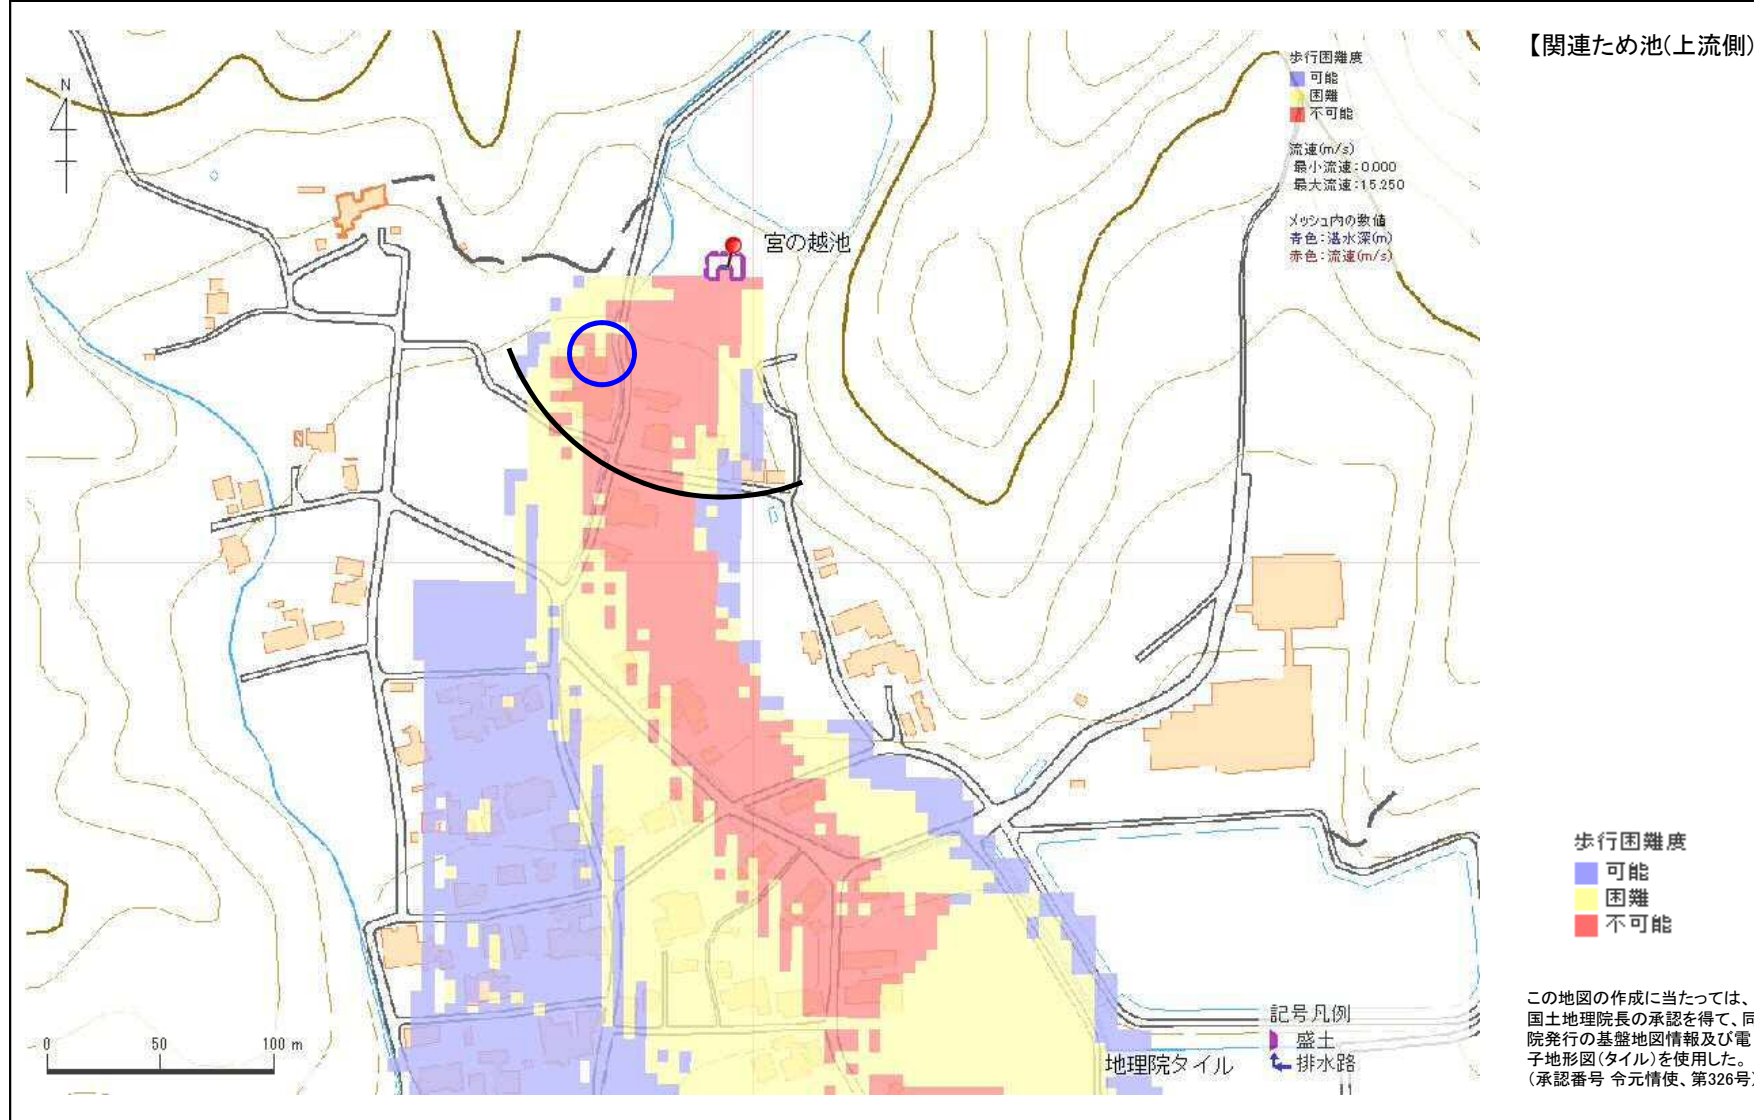 【関連ため池(上流側)
N
歩行困難度
可能
困難
不可能
流速(m/s)
最小流速:0.000
最大流速:15.250
メッシュ内の数値
青色:湛水深(m)
赤色:流速(m/s)
宮の越池
歩行困難度
可能
困難
不可能
この地図の作成に当たっては、
国土地理院長の承認を得て、同
院発行の基盤地図情報及び電
子地形図(タイル)を使用した。
(承認番号 令元情使、第326号)
記号凡例
盛土
排水路
地理院タイル
0 50 100 m